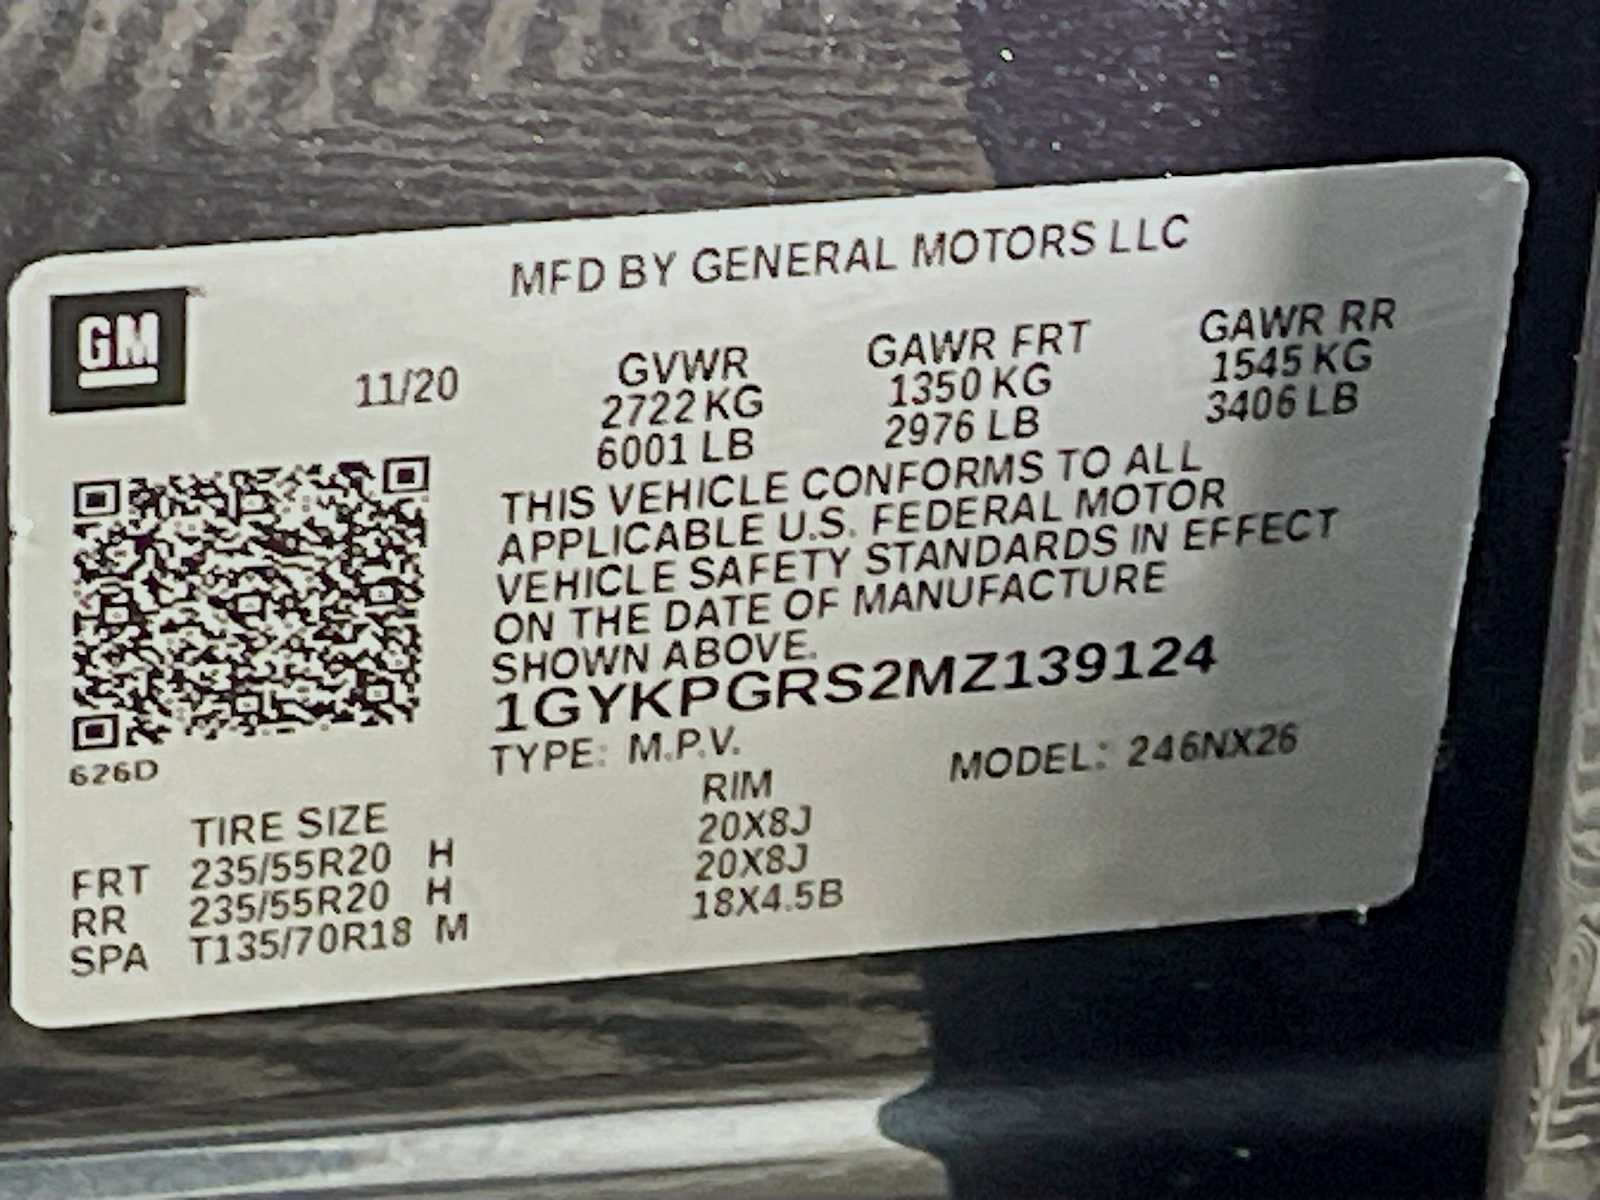 MFD BY GENERAL MOTORS LLC
GM
11/20
GVWR GAWR FRT GAWR RR
2722 KG 1350 KG 1545 KG
6001 LB 2976 LB 3406 LB
THIS VEHICLE CONFORMS TO ALL
APPLICABLE U.S. FEDERAL MOTOR
VEHICLE SAFETY STANDARDS IN EFFECT
ON THE DATE OF MANUFACTURE
SHOWN ABOVE.
1GYKPGRS2MZ139124
TYPE: M.P.V. MODEL: 246NX26
626D
TIRE SIZE RIM
FRT 235/55R20 H 20X8J
RR 235/55R20 H 20X8J
SPA T135/70R18 M 18X4.5B